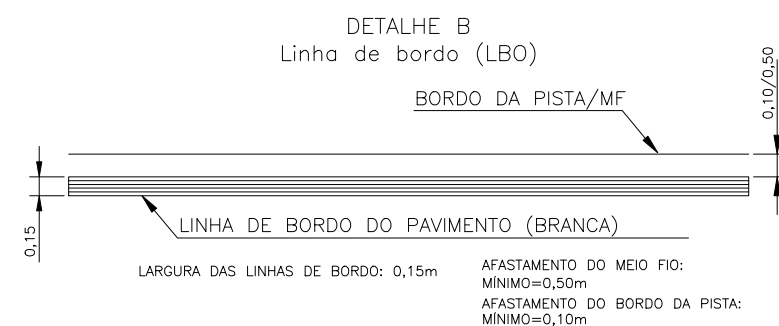 DETALHE B
Linha de bordo (LBO)
BORDO DA PISTA/MF
0,10/0,50
0,15
LINHA DE BORDO DO PAVIMENTO (BRANCA)
LARGURA DAS LINHAS DE BORDO: 0,15m
AFASTAMENTO DO MEIO FIO:
MÍNIMO=0,50m
AFASTAMENTO DO BORDO DA PISTA:
MÍNIMO=0,10m